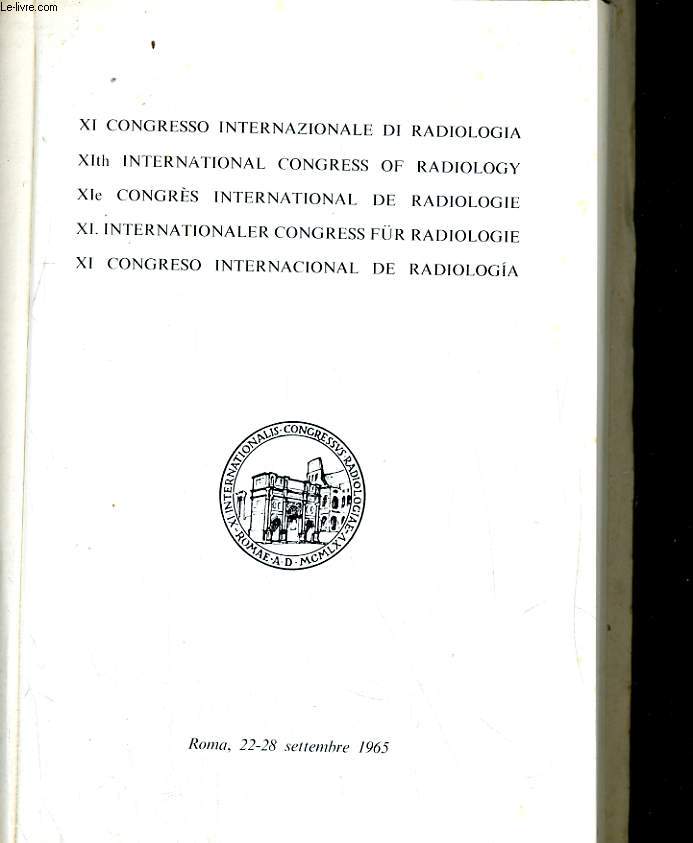 Le-livre.com
XI CONGRESSO INTERNAZIONALE DI RADIOLOGIA
XIth INTERNATIONAL CONGRESS OF RADIOLOGY
XIe CONGRÈS INTERNATIONAL DE RADIOLOGIE
XI. INTERNATIONALER CONGRESS FÜR RADIOLOGIE
XI CONGRESO INTERNACIONAL DE RADIOLOGÍA
XI INTERNATIONALIS · CONGRESSVS RADIOLOGIAE ·
ROMAE · A · D · MCMLXV
Roma, 22-28 settembre 1965